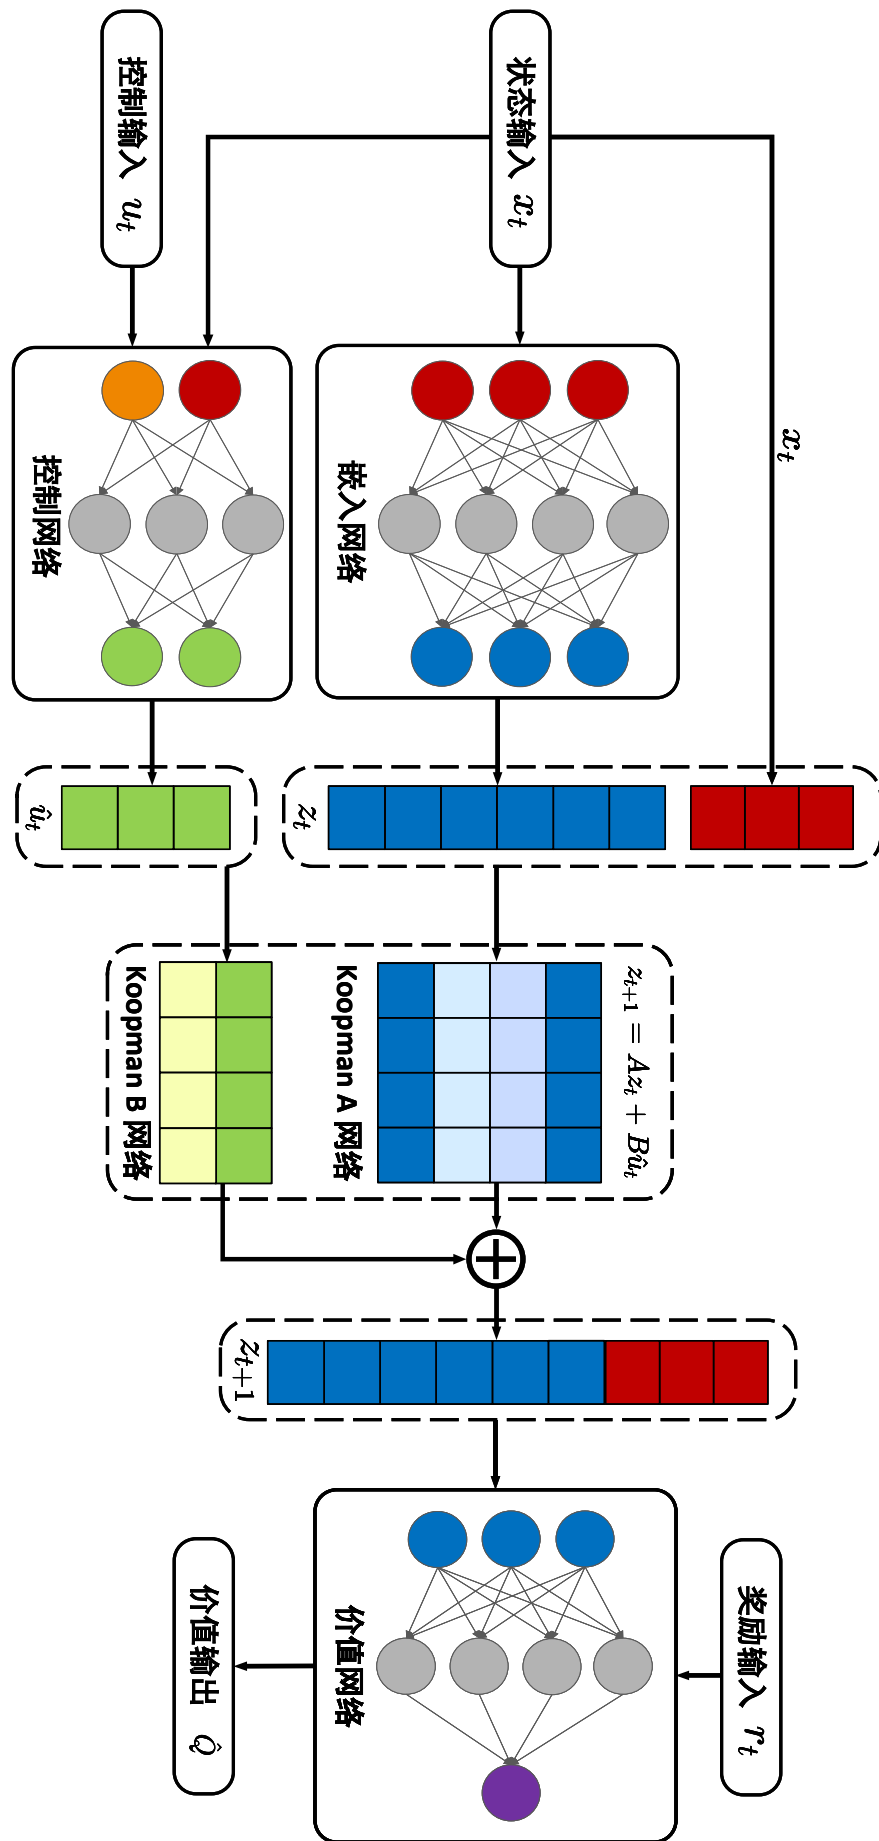 x_t
状态输入 x_t
控制输入 u_t
嵌入网络
控制网络
z_t
û_t
z_{t+1} = Az_t + Bû_t
Koopman A 网络
Koopman B 网络
z_{t+1}
奖励输入 r_t
价值网络
价值输出 Q̂